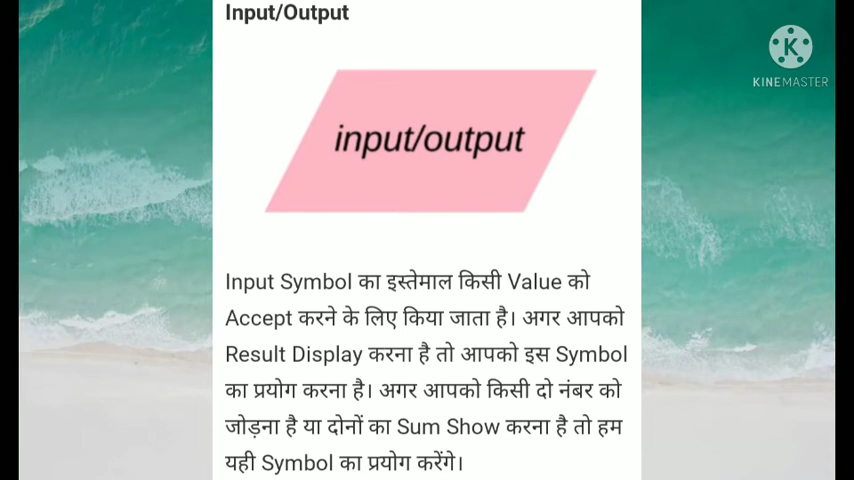 Input/Output
K
KINEMASTER
input/output
Input Symbol का इस्तेमाल किसी Value को
Accept करने के लिए किया जाता है। अगर आपको
Result Display करना है तो आपको इस Symbol
का प्रयोग करना है। अगर आपको किसी दो नंबर को
जोड़ना है या दोनों का Sum Show करना है तो हम
यही Symbol का प्रयोग करेंगे।